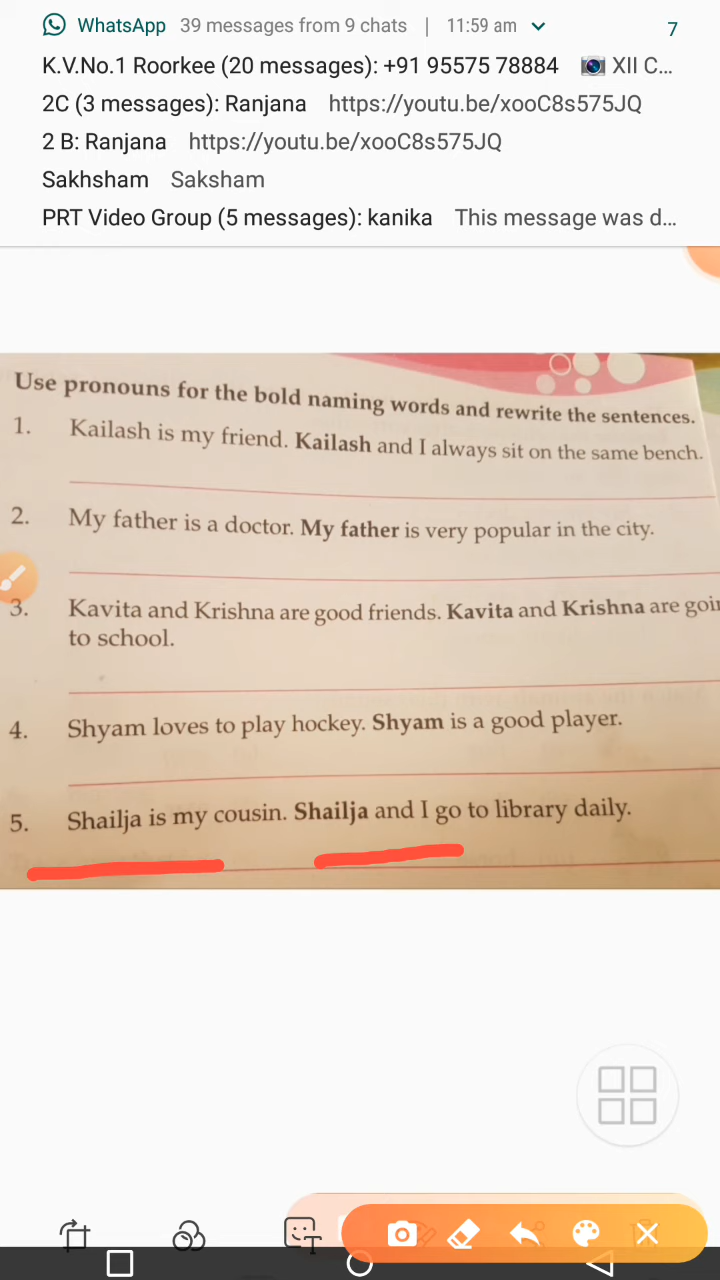 WhatsApp 39 messages from 9 chats | 11:59 am 7
K.V.No.1 Roorkee (20 messages): +91 95575 78884 📷 XII C...
2C (3 messages): Ranjana https://youtu.be/xooC8s575JQ
2 B: Ranjana https://youtu.be/xooC8s575JQ
Sakhsham Saksham
PRT Video Group (5 messages): kanika This message was d...
Use pronouns for the bold naming words and rewrite the sentences.
1. Kailash is my friend. Kailash and I always sit on the same bench.
2. My father is a doctor. My father is very popular in the city.
3. Kavita and Krishna are good friends. Kavita and Krishna are goin
to school.
4. Shyam loves to play hockey. Shyam is a good player.
5. Shailja is my cousin. Shailja and I go to library daily.
T